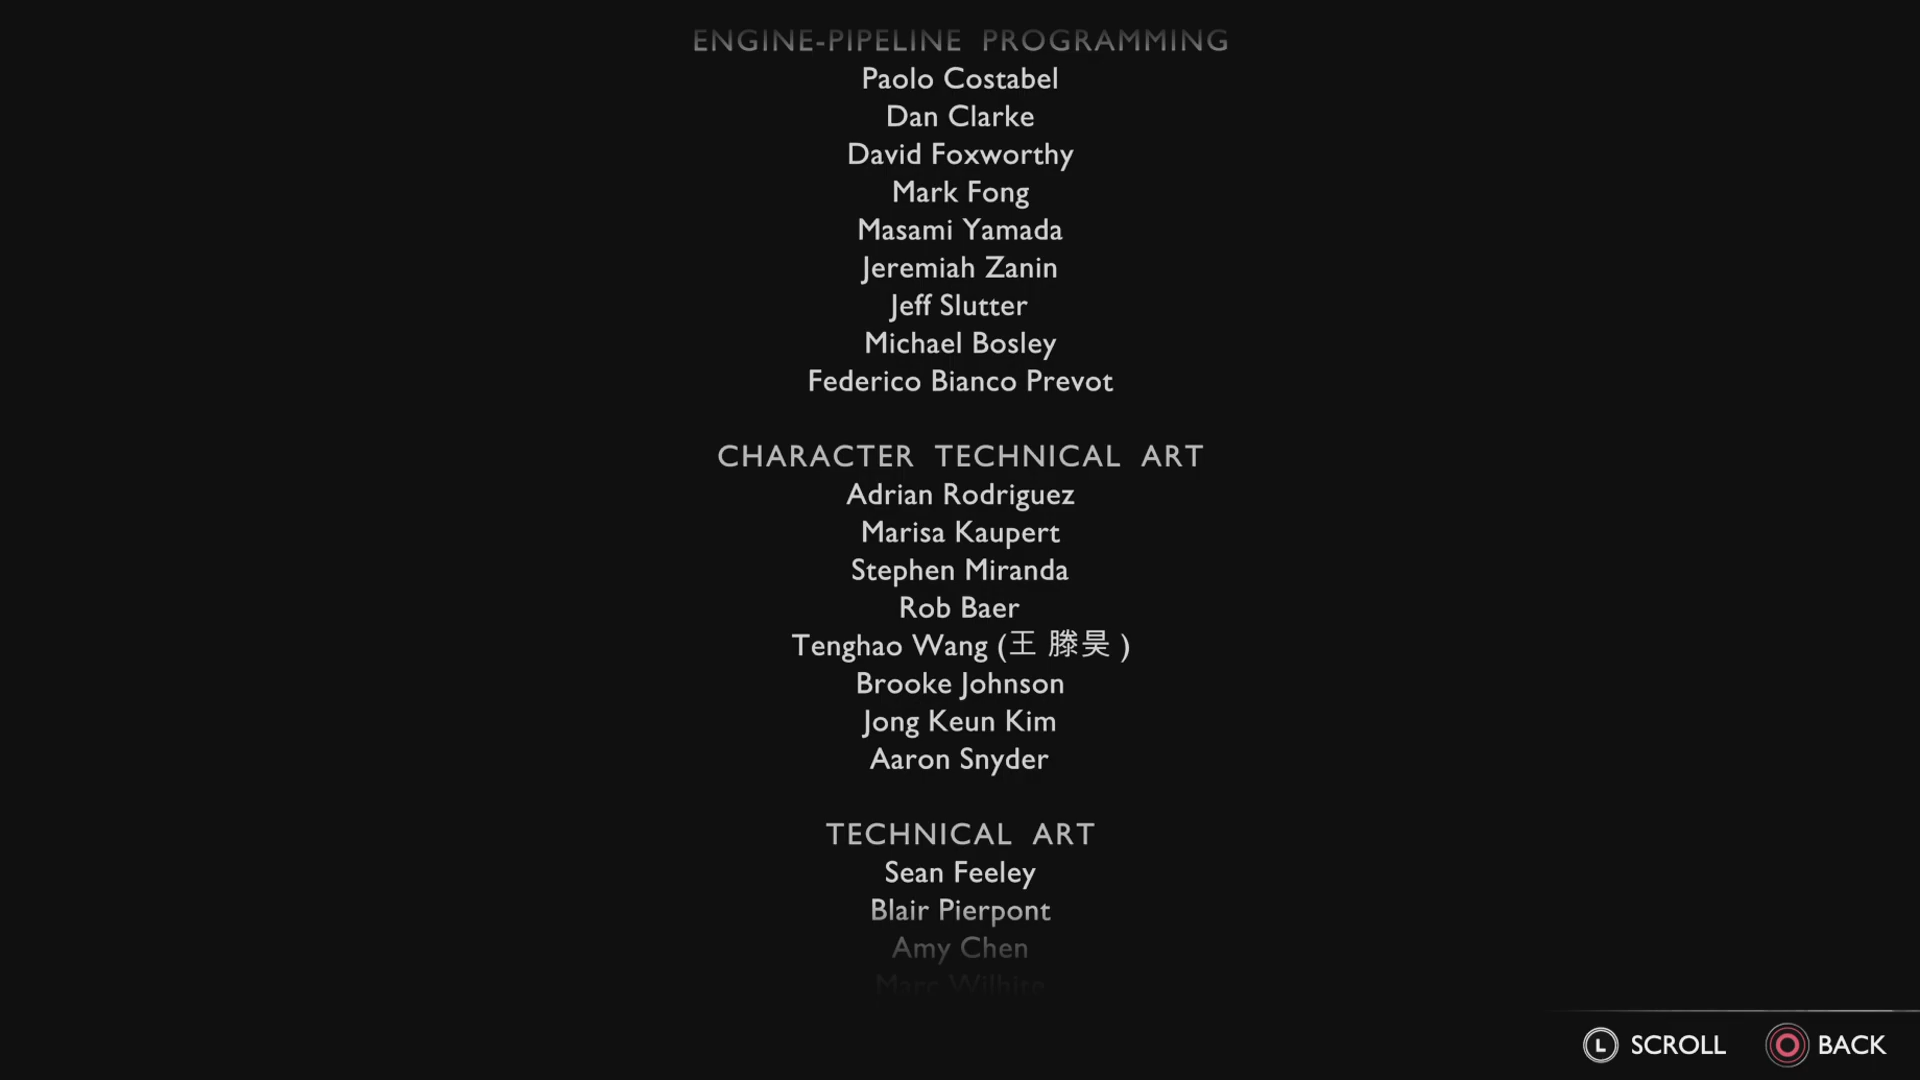 ENGINE-PIPELINE PROGRAMMING
Paolo Costabel
Dan Clarke
David Foxworthy
Mark Fong
Masami Yamada
Jeremiah Zanin
Jeff Slutter
Michael Bosley
Federico Bianco Prevot
CHARACTER TECHNICAL ART
Adrian Rodriguez
Marisa Kaupert
Stephen Miranda
Rob Baer
Tenghao Wang (王 滕昊 )
Brooke Johnson
Jong Keun Kim
Aaron Snyder
TECHNICAL ART
Sean Feeley
Blair Pierpont
Amy Chen
Marc Wilhite
L SCROLL
BACK